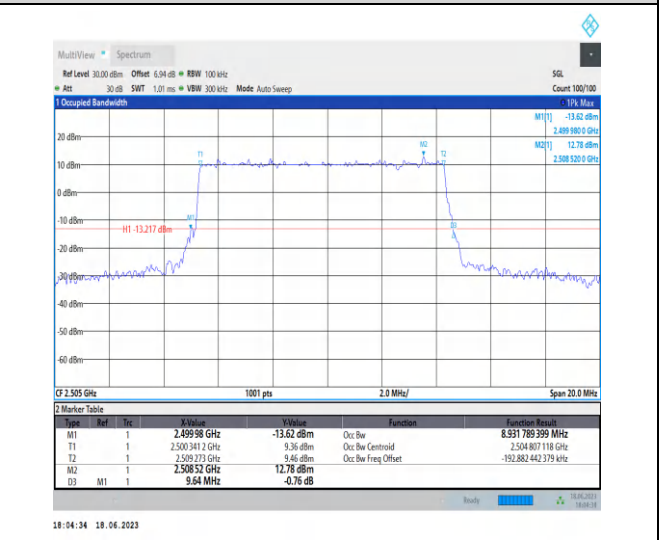 MultiView Spectrum
Ref Level 30.00 dBm Offset 6.94 dB RBW 100 kHz SGL
Att 30 dB SWT 1.01 ms VBW 300 kHz Mode Auto Sweep Count 100/100
1 Occupied Bandwidth 1Pk Max
M1[1] -13.62 dBm
2.499 980 0 GHz
M2[1] 12.78 dBm
2.508 520 0 GHz
20 dBm
M2
T1 T2
10 dBm
0 dBm
-10 dBm
M1
H1 -13.217 dBm
D3
-20 dBm
-30 dBm
-40 dBm
-50 dBm
-60 dBm
CF 2.505 GHz 1001 pts 2.0 MHz/ Span 20.0 MHz
2 Marker Table
Type Ref Trc X-Value Y-Value Function Function Result
M1 1 2.499 98 GHz -13.62 dBm Occ Bw 8.931 789 399 MHz
T1 1 2.500 341 2 GHz 9.36 dBm Occ Bw Centroid 2.504 807 118 GHz
T2 1 2.509 273 GHz 9.46 dBm Occ Bw Freq Offset -192.882 442 379 kHz
M2 1 2.508 52 GHz 12.78 dBm
D3 M1 1 9.64 MHz -0.76 dB
Ready 18.06.2023
18:04:34
18:04:34 18.06.2023